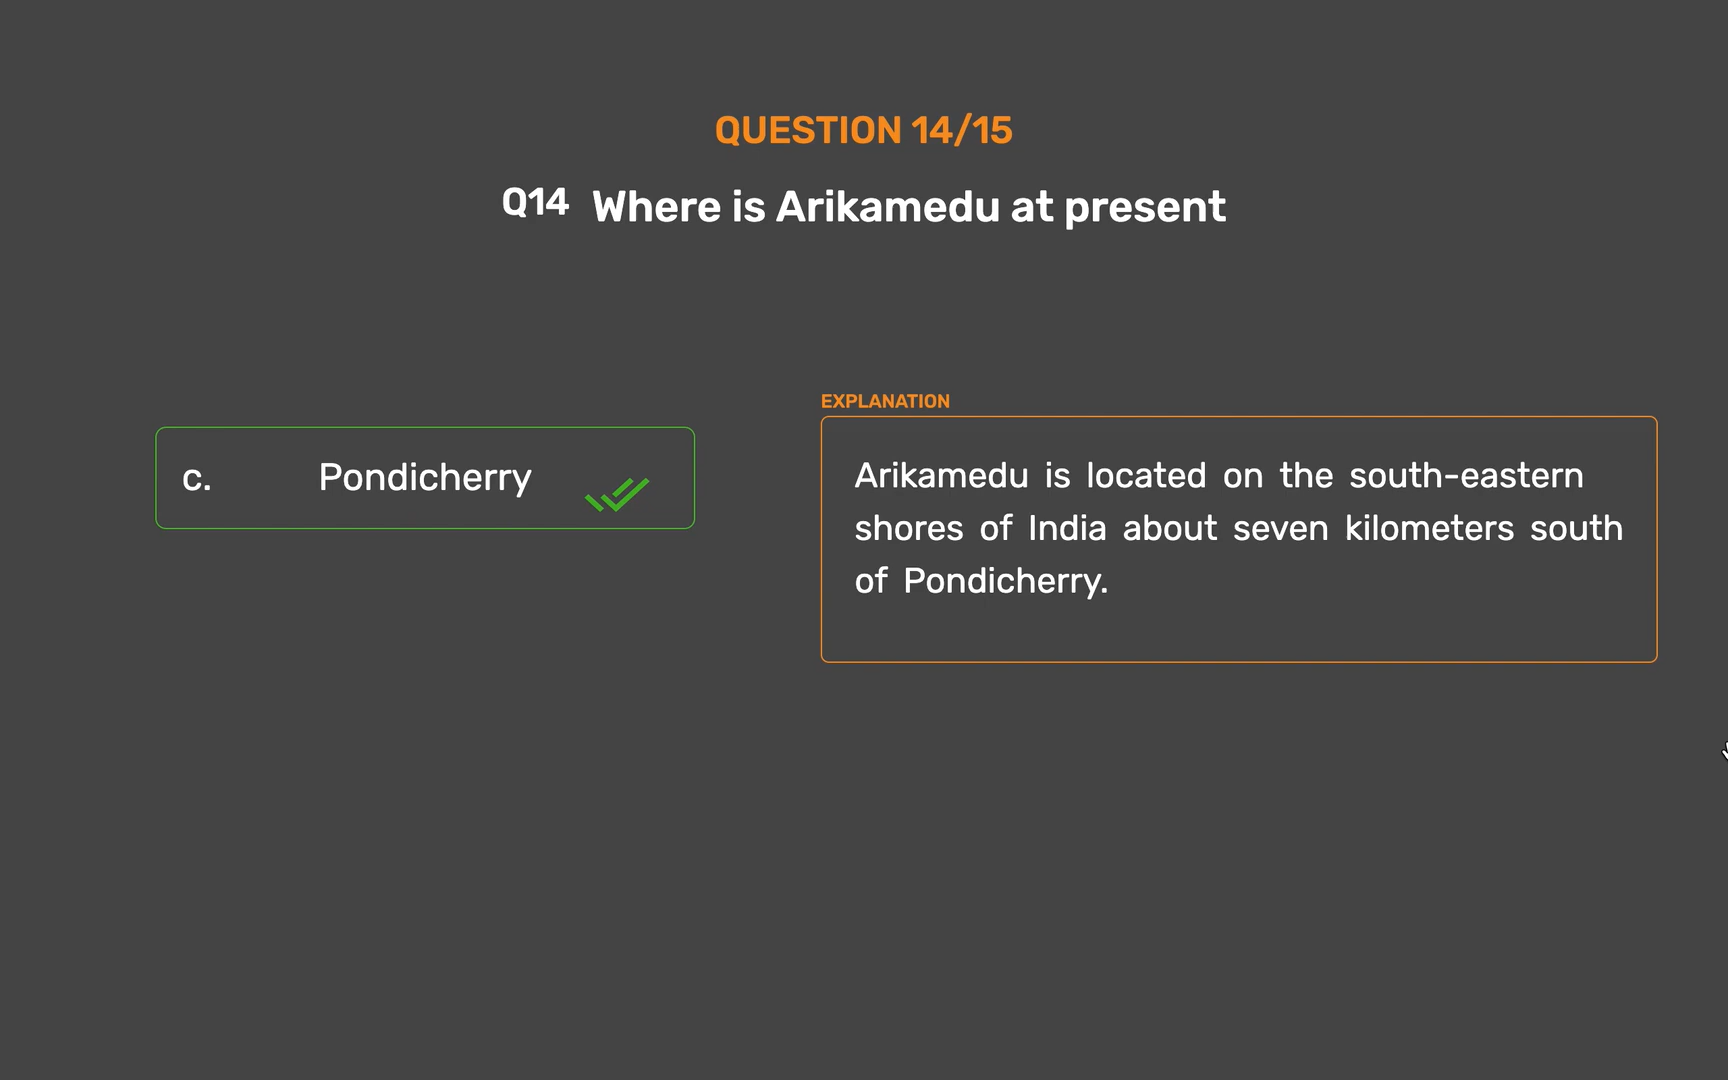 QUESTION 14/15
Q14 Where is Arikamedu at present
c. Pondicherry
EXPLANATION
Arikamedu is located on the south-eastern
shores of India about seven kilometers south
of Pondicherry.